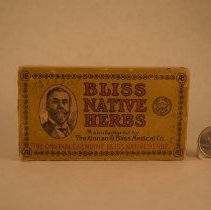 BLISS
NATIVE
HERBS
Manufactured by
The Alonzo O. Bliss Medical Co.
THE ORIGINAL GENUINE BLISS NATIVE HERBS